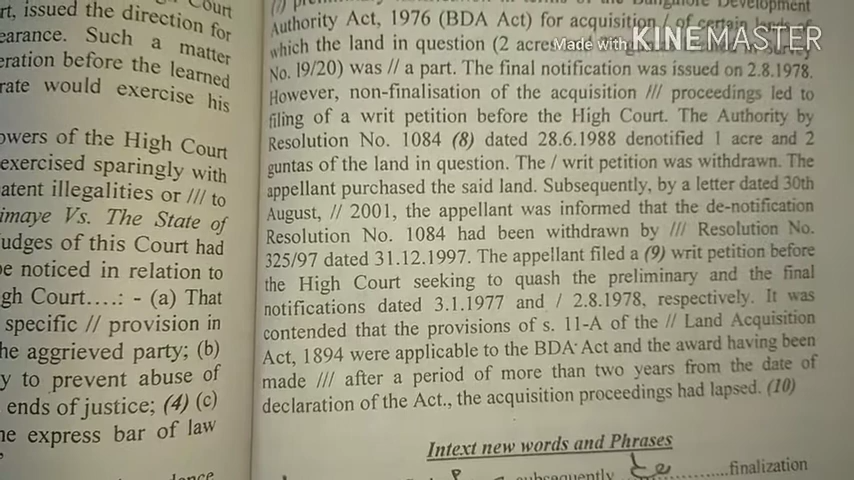 Court
rt, issued the direction for
earance. Such a matter
eration before the learned
rate would exercise his
owers of the High Court
exercised sparingly with
atent illegalities or /// to
imaye Vs. The State of
udges of this Court had
be noticed in relation to
gh Court....: - (a) That
specific // provision in
he aggrieved party; (b)
y to prevent abuse of
ends of justice; (4) (c)
he express bar of law
Development
Authority Act, 1976 (BDA Act) for acquisition / of certain lands of
which the land in question (2 acres
Made with KINEMASTER
No. 19/20) was // a part. The final notification was issued on 2.8.1978.
However, non-finalisation of the acquisition /// proceedings led to
filing of a writ petition before the High Court. The Authority by
Resolution No. 1084 (8) dated 28.6.1988 denotified 1 acre and 2
guntas of the land in question. The / writ petition was withdrawn. The
appellant purchased the said land. Subsequently, by a letter dated 30th
August, // 2001, the appellant was informed that the de-notification
Resolution No. 1084 had been withdrawn by /// Resolution No.
325/97 dated 31.12.1997. The appellant filed a (9) writ petition before
the High Court seeking to quash the preliminary and the final
notifications dated 3.1.1977 and / 2.8.1978, respectively. It was
contended that the provisions of s. 11-A of the // Land Acquisition
Act, 1894 were applicable to the BDA Act and the award having been
made /// after a period of more than two years from the date of
declaration of the Act., the acquisition proceedings had lapsed. (10)
Intext new words and Phrases
subsequently ..........finalization